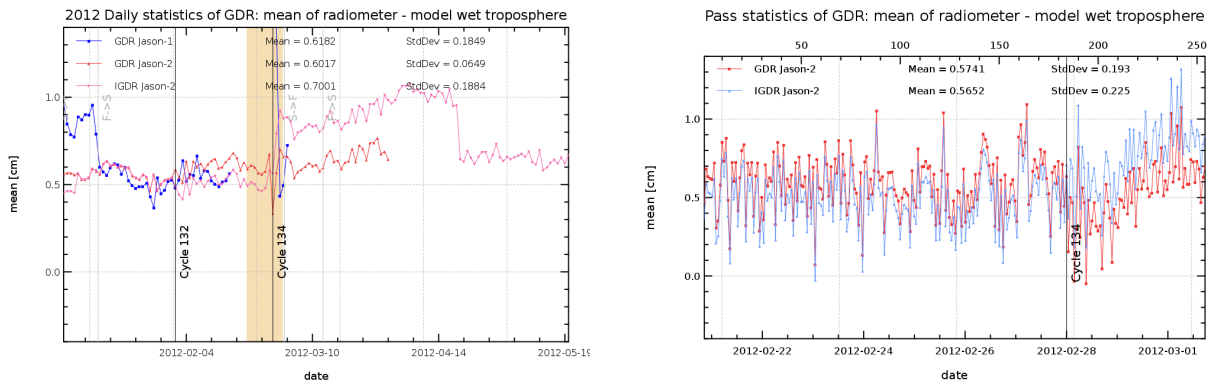 2012 Daily statistics of GDR: mean of radiometer - model wet troposphere
GDR Jason-1 Mean = 0.6182 StdDev = 0.1849
GDR Jason-2 Mean = 0.6017 StdDev = 0.0649
IGDR Jason-2 Mean = 0.7001 StdDev = 0.1884
F->S
S->F
F->S
1.0
0.5
0.0
mean [cm]
Cycle 132
Cycle 134
2012-02-04 2012-03-10 2012-04-14 2012-05-19
date
Pass statistics of GDR: mean of radiometer - model wet troposphere
50 100 150 200 250
GDR Jason-2 Mean = 0.5741 StdDev = 0.193
IGDR Jason-2 Mean = 0.5652 StdDev = 0.225
1.0
0.5
0.0
mean [cm]
Cycle 134
2012-02-22 2012-02-24 2012-02-26 2012-02-28 2012-03-01
date